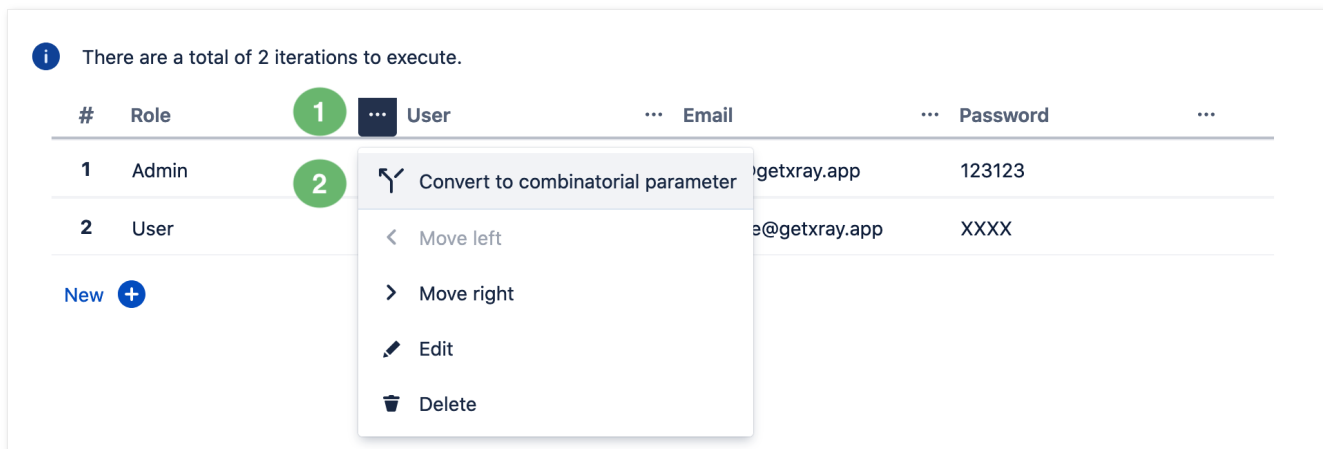 i There are a total of 2 iterations to execute.
# Role 1 ... User ... Email ... Password ...
1 Admin 2 Convert to combinatorial parameter @getxray.app 123123
2 User Move left e@getxray.app XXXX
New + Move right
Edit
Delete